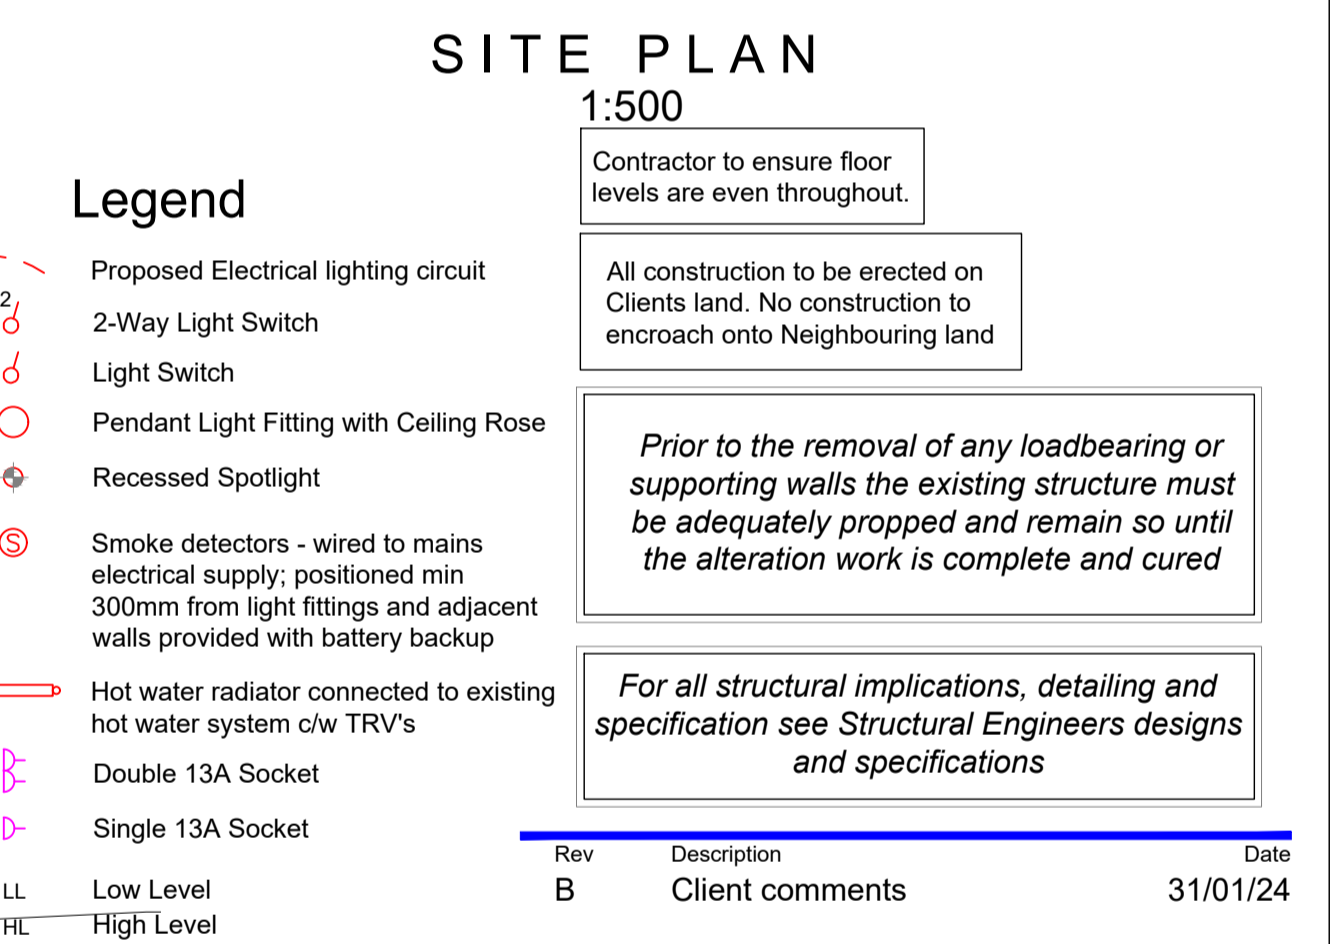 SITE PLAN
1:500
Contractor to ensure floor
levels are even throughout.
Legend
Proposed Electrical lighting circuit
2
2-Way Light Switch
Light Switch
Pendant Light Fitting with Ceiling Rose
Recessed Spotlight
S
Smoke detectors - wired to mains
electrical supply; positioned min
300mm from light fittings and adjacent
walls provided with battery backup
Hot water radiator connected to existing
hot water system c/w TRV's
Double 13A Socket
Single 13A Socket
LL Low Level
HL High Level
All construction to be erected on
Clients land. No construction to
encroach onto Neighbouring land
Prior to the removal of any loadbearing or
supporting walls the existing structure must
be adequately propped and remain so until
the alteration work is complete and cured
For all structural implications, detailing and
specification see Structural Engineers designs
and specifications
Rev Description Date
B Client comments 31/01/24